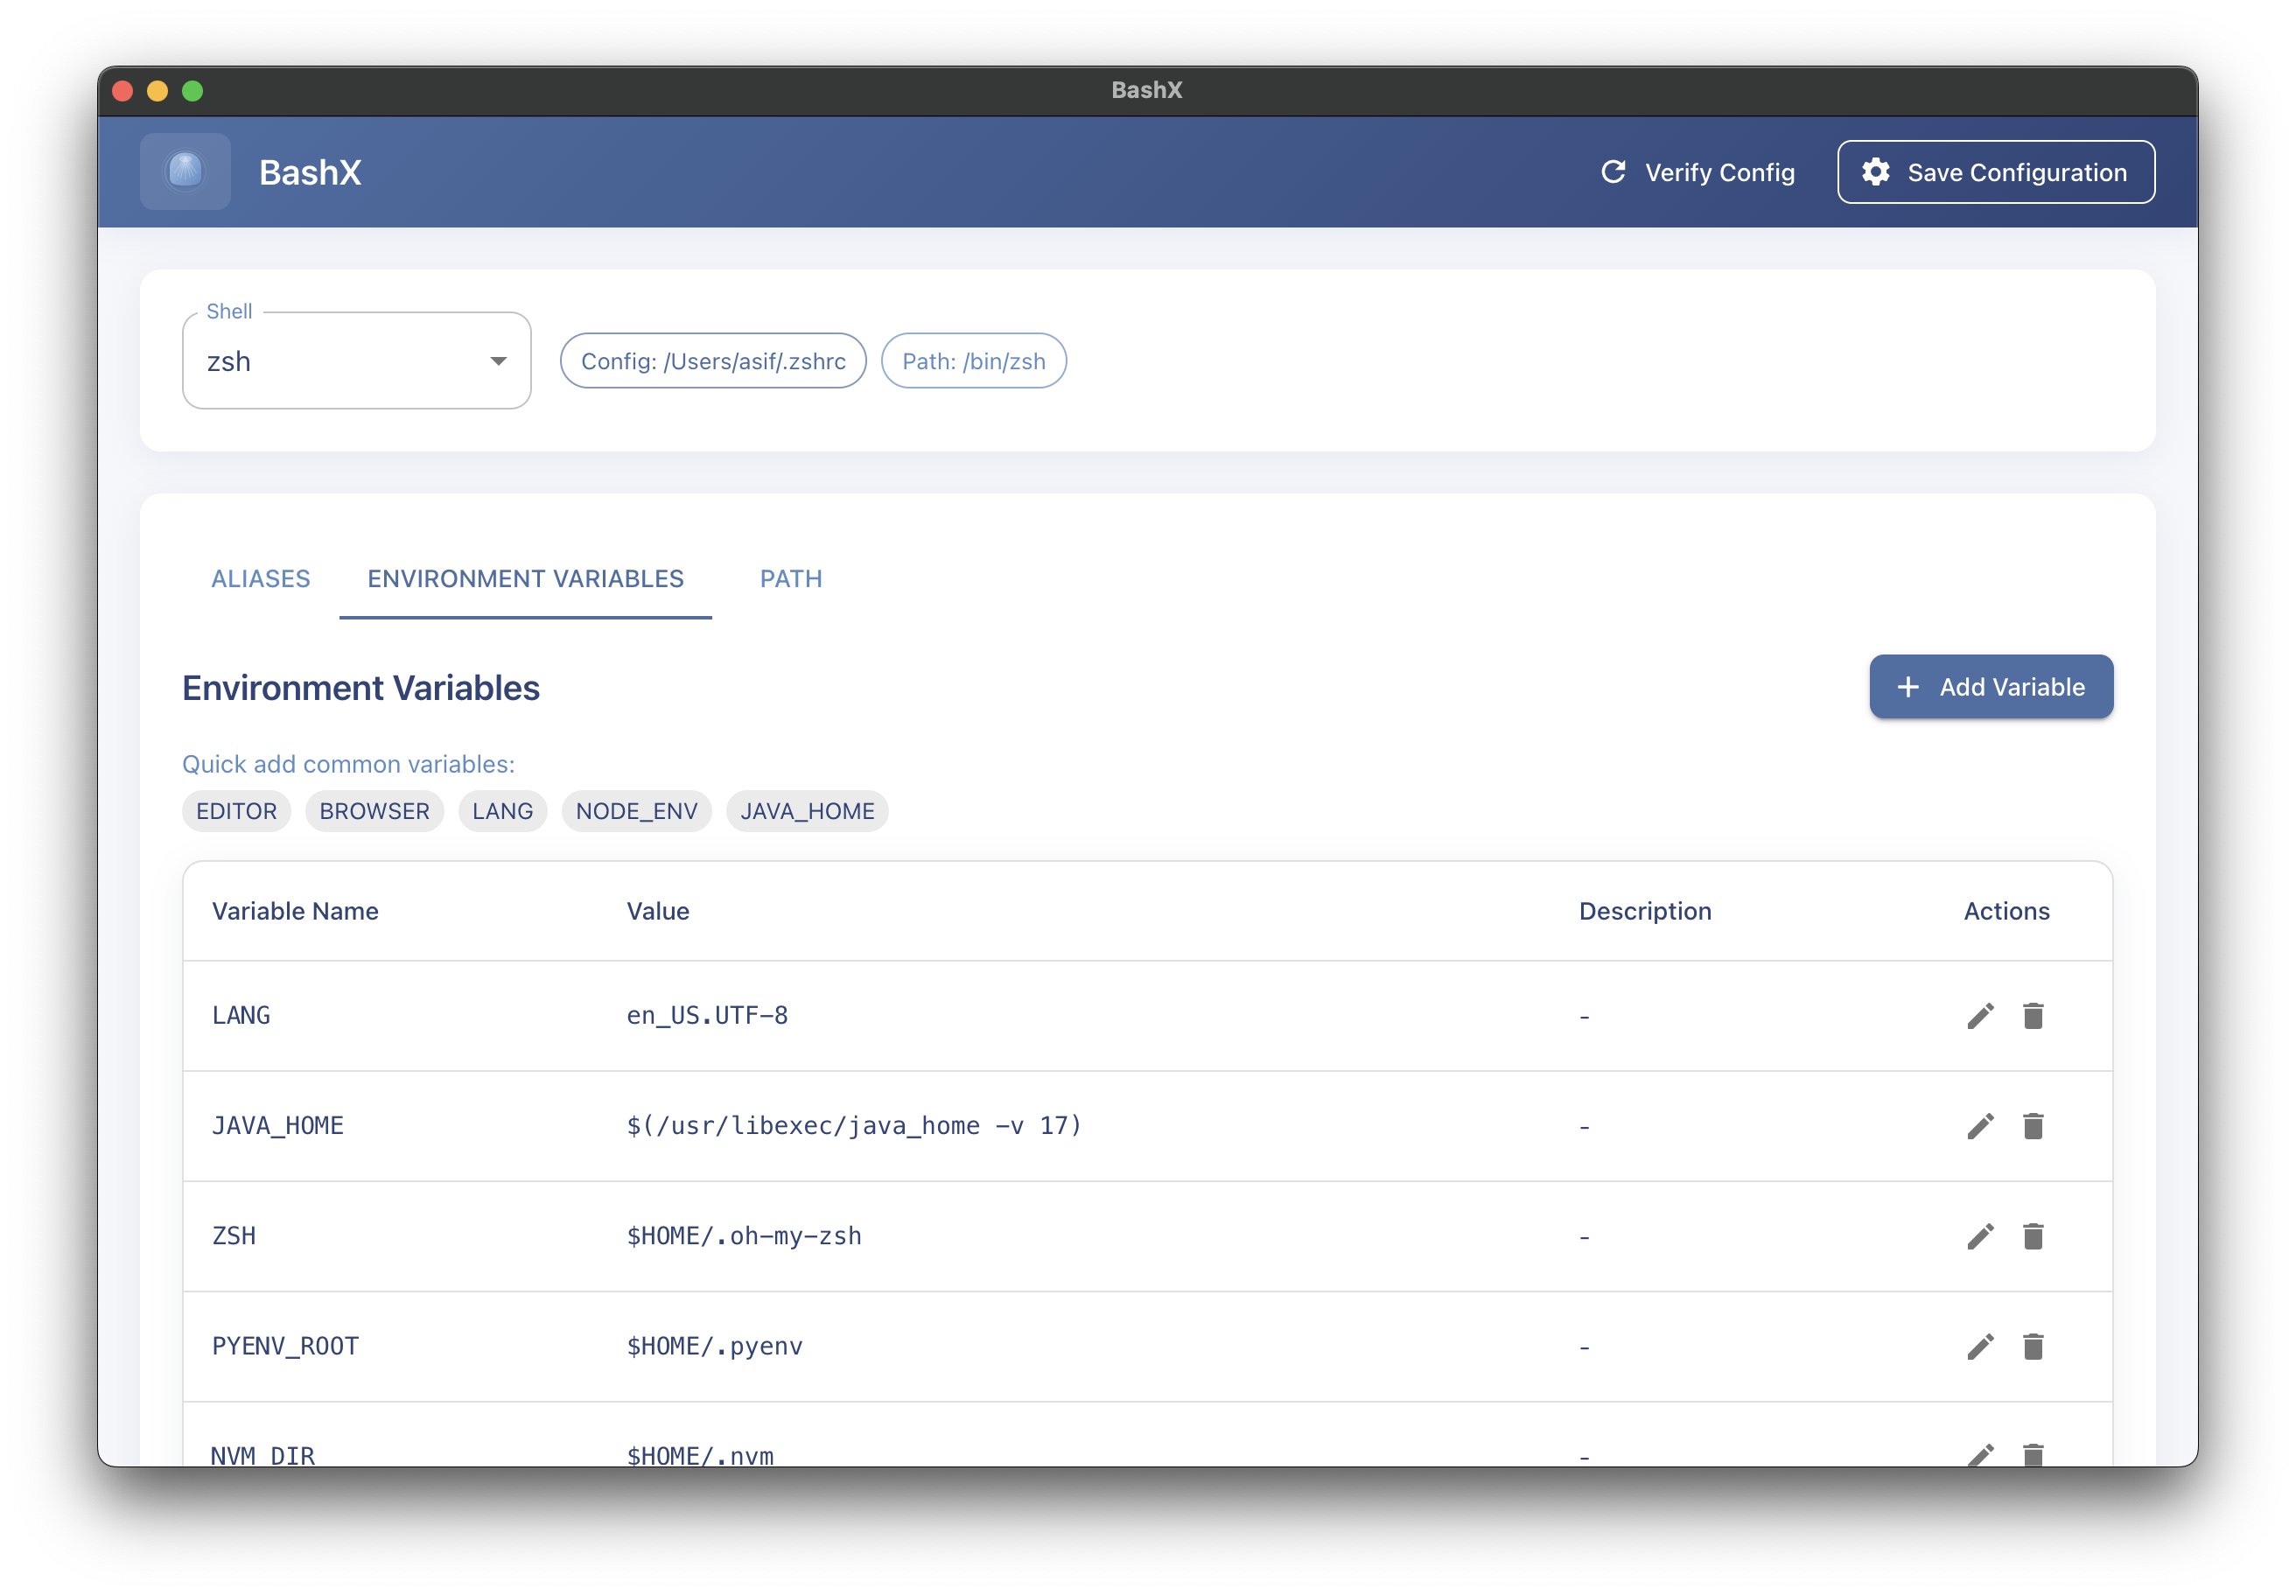 BashX
BashX
Verify Config
Save Configuration
Shell
zsh
Config: /Users/asif/.zshrc
Path: /bin/zsh
ALIASES
ENVIRONMENT VARIABLES
PATH
Environment Variables
Add Variable
Quick add common variables:
EDITOR BROWSER LANG NODE_ENV JAVA_HOME
Variable Name Value Description Actions
LANG en_US.UTF-8 -
JAVA_HOME $(/usr/libexec/java_home -v 17) -
ZSH $HOME/.oh-my-zsh -
PYENV_ROOT $HOME/.pyenv -
NVM_DIR $HOME/.nvm -